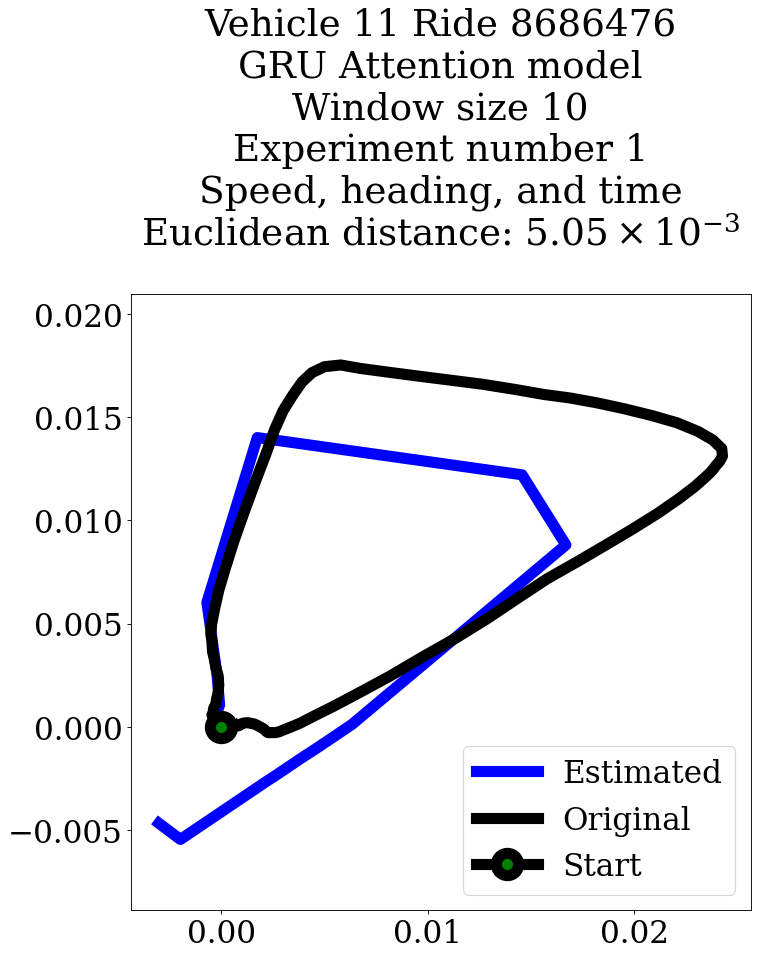 Vehicle 11 Ride 8686476
GRU Attention model
Window size 10
Experiment number 1
Speed, heading, and time
Euclidean distance: 5.05 × 10⁻³
0.020
0.015
0.010
0.005
0.000
−0.005
Estimated
Original
Start
0.00 0.01 0.02